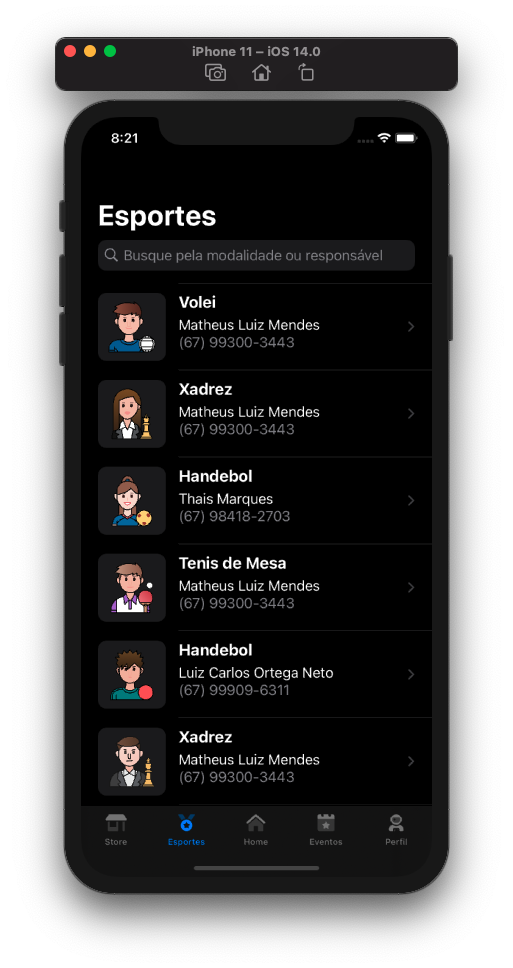 iPhone 11 – iOS 14.0
8:21
Esportes
Busque pela modalidade ou responsável
Volei
Matheus Luiz Mendes
(67) 99300-3443
Xadrez
Matheus Luiz Mendes
(67) 99300-3443
Handebol
Thais Marques
(67) 98418-2703
Tenis de Mesa
Matheus Luiz Mendes
(67) 99300-3443
Handebol
Luiz Carlos Ortega Neto
(67) 99909-6311
Xadrez
Matheus Luiz Mendes
(67) 99300-3443
Store Esportes Home Eventos Perfil